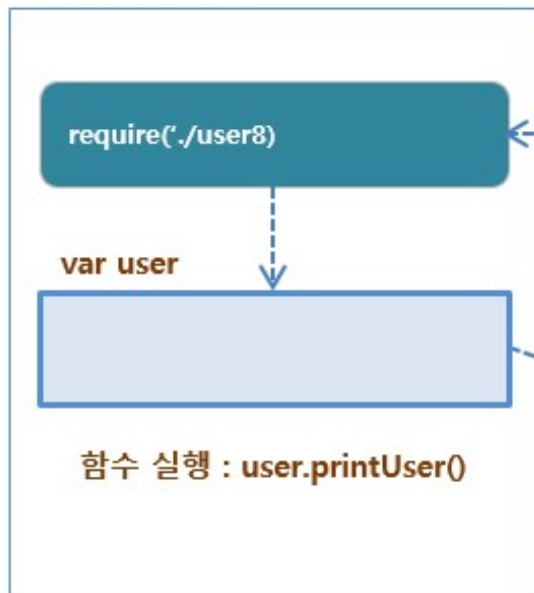 require(‘./user8)
var user
함수 실행 : user.printUser()